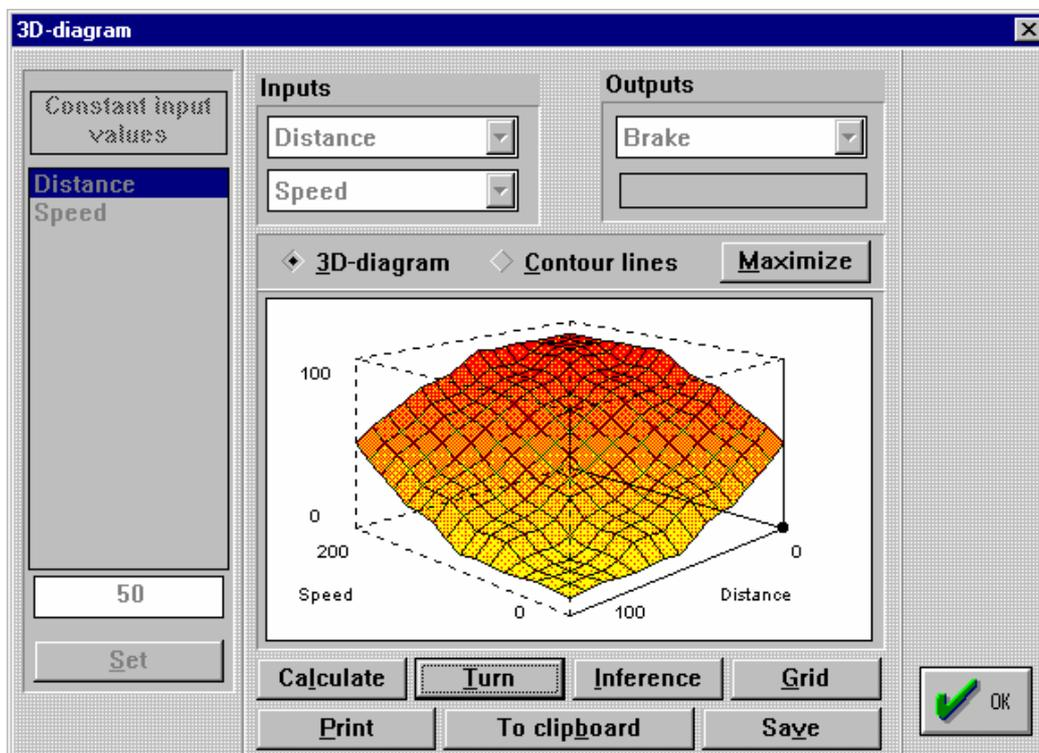 3D-diagram
Constant input
values
Distance
Speed
50
Set
Inputs
Distance
Speed
Outputs
Brake
3D-diagram
Contour lines
Maximize
100
0
200
Speed
0
100
Distance
0
Calculate
Turn
Inference
Grid
Print
To clipboard
Save
OK